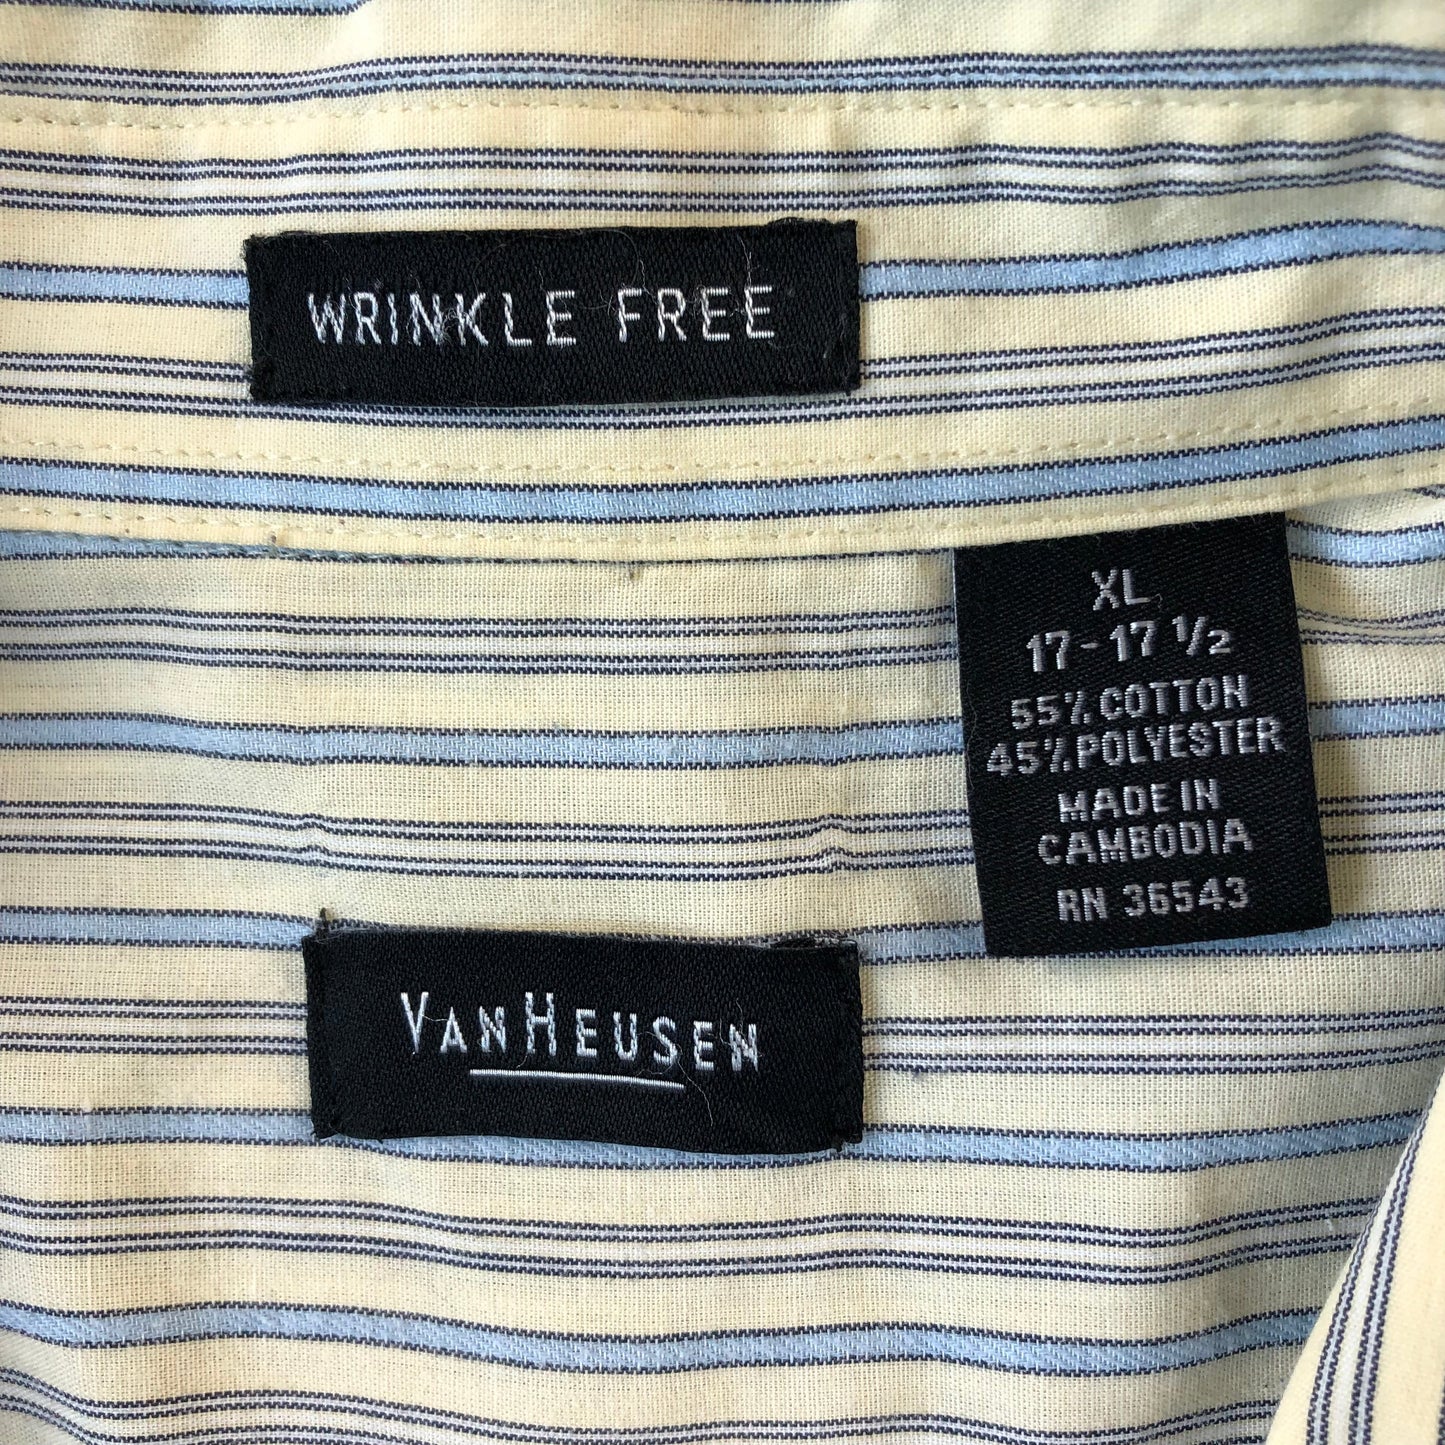 WRINKLE FREE
XL
17-17 1/2
55% COTTON
45% POLYESTER
MADE IN
CAMBODIA
RN 36543
VANHEUSEN